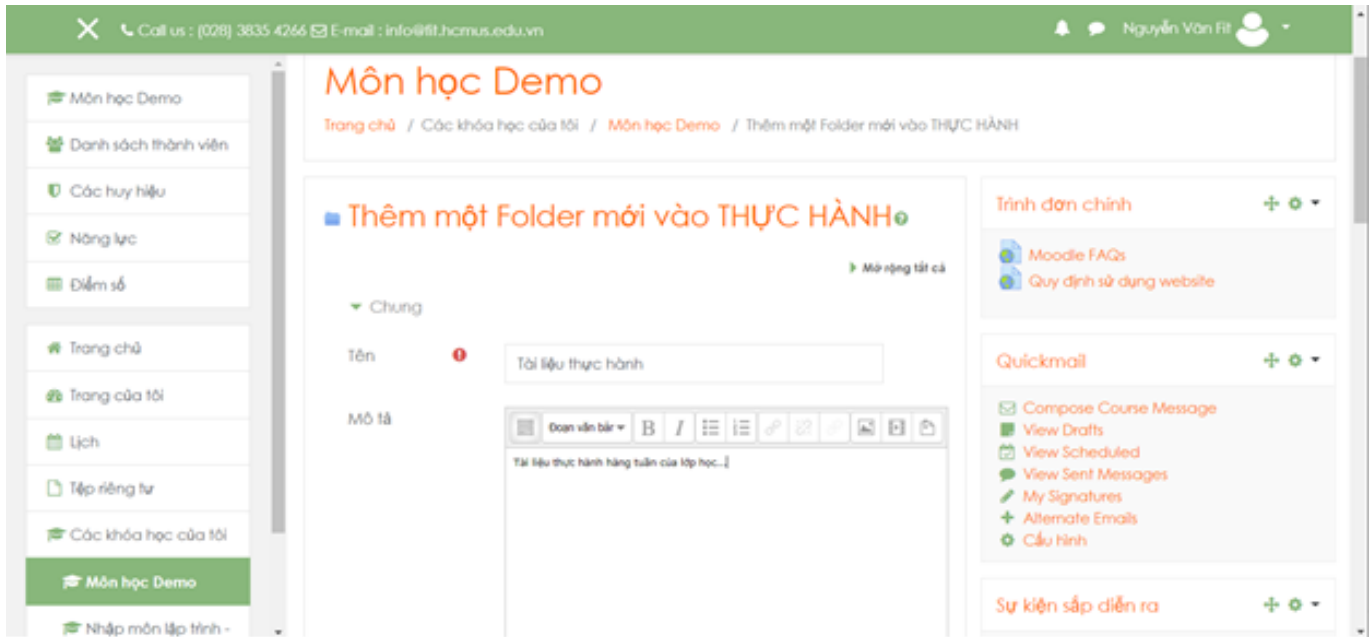 Call us : (028) 3835 4266 E-mail : info@fit.hcmus.edu.vn
Nguyễn Văn Fit
Môn học Demo
Danh sách thành viên
Các huy hiệu
Năng lực
Điểm số
Trang chủ
Trang của tôi
Lịch
Tệp riêng tư
Các khóa học của tôi
Môn học Demo
Nhập môn lập trình -
Môn học Demo
Trang chủ / Các khóa học của tôi / Môn học Demo / Thêm một Folder mới vào THỰC HÀNH
Thêm một Folder mới vào THỰC HÀNH
Mở rộng tất cả
Chung
Tên
Tài liệu thực hành
Mô tả
Đoạn văn bản
B I
Tài liệu thực hành hàng tuần của lớp học...
Trình đơn chính
Moodle FAQs
Quy định sử dụng website
Quickmail
Compose Course Message
View Drafts
View Scheduled
View Sent Messages
My Signatures
Alternate Emails
Cấu hình
Sự kiện sắp diễn ra